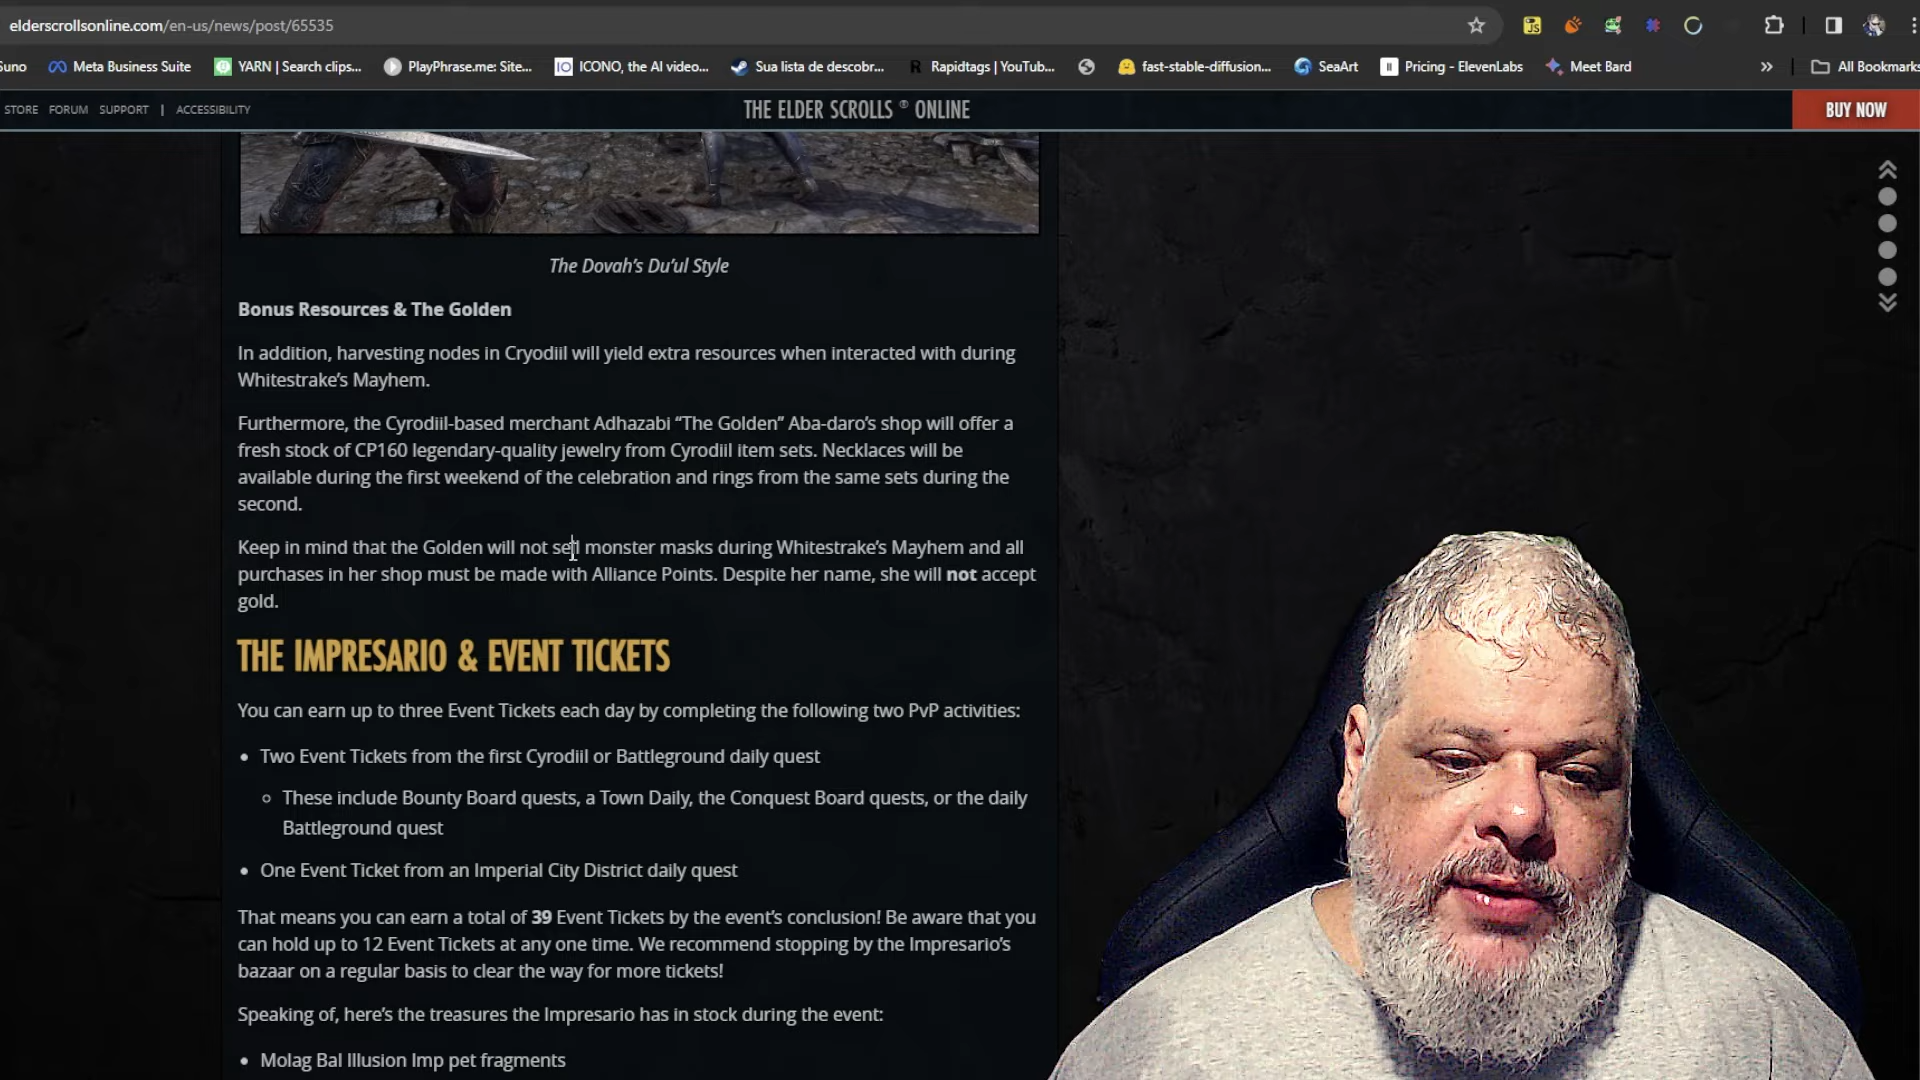 elderscrollsonline.com/en-us/news/post/65535
Suno Meta Business Suite YARN | Search clips... PlayPhrase.me: Site... IO ICONO, the AI video... Sua lista de descobr... R Rapidtags | YouTub... fast-stable-diffusion... SeaArt II Pricing - ElevenLabs Meet Bard » All Bookmarks
STORE FORUM SUPPORT | ACCESSIBILITY THE ELDER SCROLLS ® ONLINE BUY NOW
The Dovah's Du'ul Style
Bonus Resources & The Golden
In addition, harvesting nodes in Cryodiil will yield extra resources when interacted with during
Whitestrake's Mayhem.
Furthermore, the Cyrodiil-based merchant Adhazabi “The Golden” Aba-daro's shop will offer a
fresh stock of CP160 legendary-quality jewelry from Cyrodiil item sets. Necklaces will be
available during the first weekend of the celebration and rings from the same sets during the
second.
Keep in mind that the Golden will not sell monster masks during Whitestrake's Mayhem and all
purchases in her shop must be made with Alliance Points. Despite her name, she will not accept
gold.
THE IMPRESARIO & EVENT TICKETS
You can earn up to three Event Tickets each day by completing the following two PvP activities:
• Two Event Tickets from the first Cyrodiil or Battleground daily quest
◦ These include Bounty Board quests, a Town Daily, the Conquest Board quests, or the daily
Battleground quest
• One Event Ticket from an Imperial City District daily quest
That means you can earn a total of 39 Event Tickets by the event's conclusion! Be aware that you
can hold up to 12 Event Tickets at any one time. We recommend stopping by the Impresario's
bazaar on a regular basis to clear the way for more tickets!
Speaking of, here's the treasures the Impresario has in stock during the event:
• Molag Bal Illusion Imp pet fragments